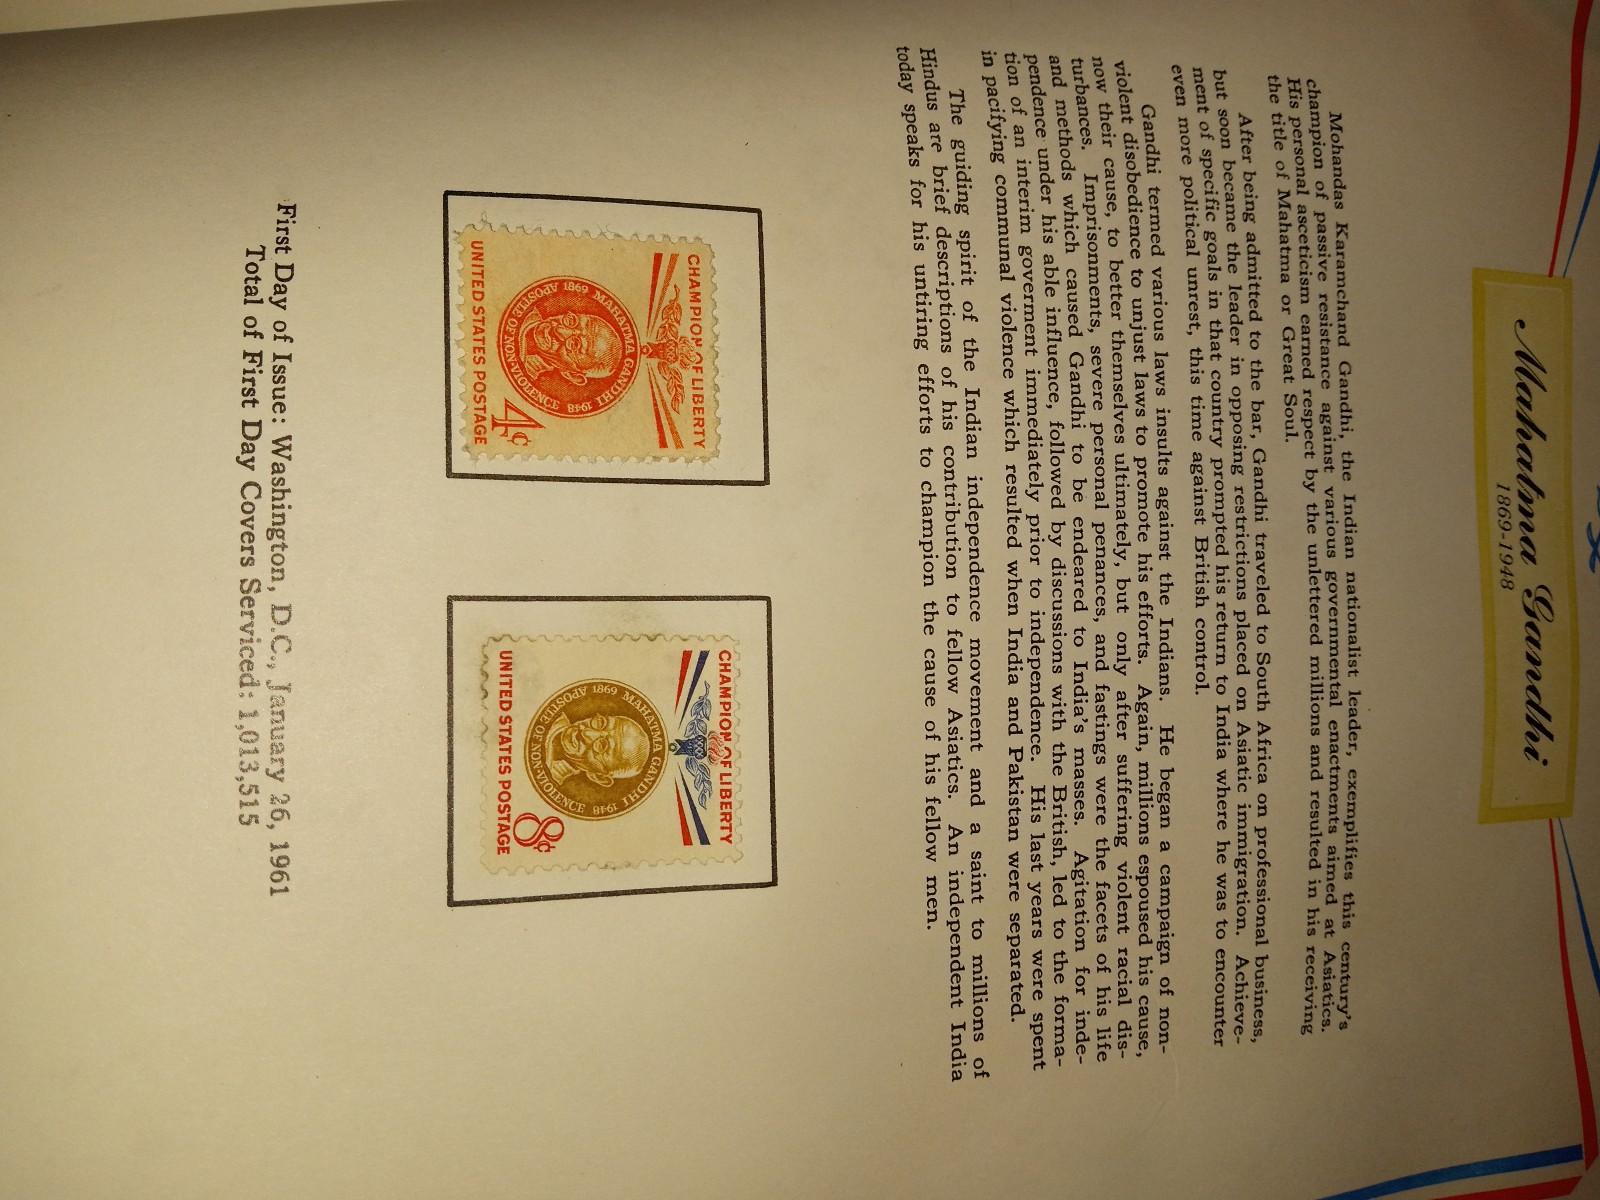 Mahatma Gandhi
1869-1948
Mohandas Karamchand Gandhi, the Indian nationalist leader, exemplifies this century's
champion of passive resistance against various governmental enactments aimed at Asiatics.
His personal asceticism earned respect by the unlettered millions and resulted in his receiving
the title of Mahatma or Great Soul.
After being admitted to the bar, Gandhi traveled to South Africa on professional business,
but soon became the leader in opposing restrictions placed on Asiatic immigration. Achieve-
ment of specific goals in that country prompted his return to India where he was to encounter
even more political unrest, this time against British control.
Gandhi termed various laws insults against the Indians. He began a campaign of non-
violent disobedience to unjust laws to promote his efforts. Again, millions espoused his cause,
now their cause, to better themselves ultimately, but only after suffering violent racial dis-
turbances. Imprisonments, severe personal penances, and fastings were the facets of his life
and methods which caused Gandhi to be endeared to India's masses. Agitation for inde-
pendence under his able influence, followed by discussions with the British, led to the forma-
tion of an interim goverment immediately prior to independence. His last years were spent
in pacifying communal violence which resulted when India and Pakistan were separated.
The guiding spirit of the Indian independence movement and a saint to millions of
Hindus are brief descriptions of his contribution to fellow Asiatics. An independent India
today speaks for his untiring efforts to champion the cause of his fellow men.
CHAMPION OF LIBERTY
1869 MAHATMA GANDHI 1948
APOSTLE OF NON-VIOLENCE
4¢
UNITED STATES POSTAGE
CHAMPION OF LIBERTY
1869 MAHATMA GANDHI 1948
APOSTLE OF NON-VIOLENCE
8¢
UNITED STATES POSTAGE
First Day of Issue: Washington, D.C., January 26, 1961
Total of First Day Covers Serviced: 1,013,515